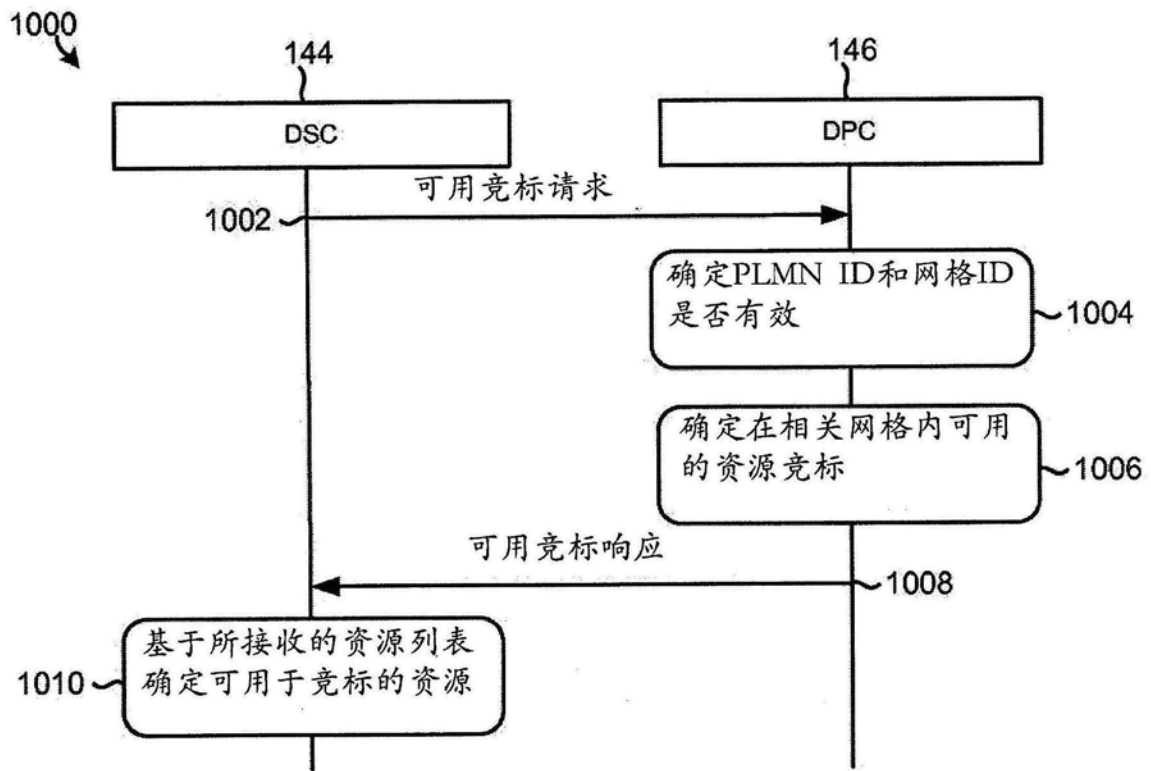 1000
144
146
DSC
DPC
可用竞标请求
1002
确定PLMN ID和网格ID
是否有效
1004
确定在相关网格内可用
的资源竞标
1006
可用竞标响应
1008
基于所接收的资源列表
确定可用于竞标的资源
1010